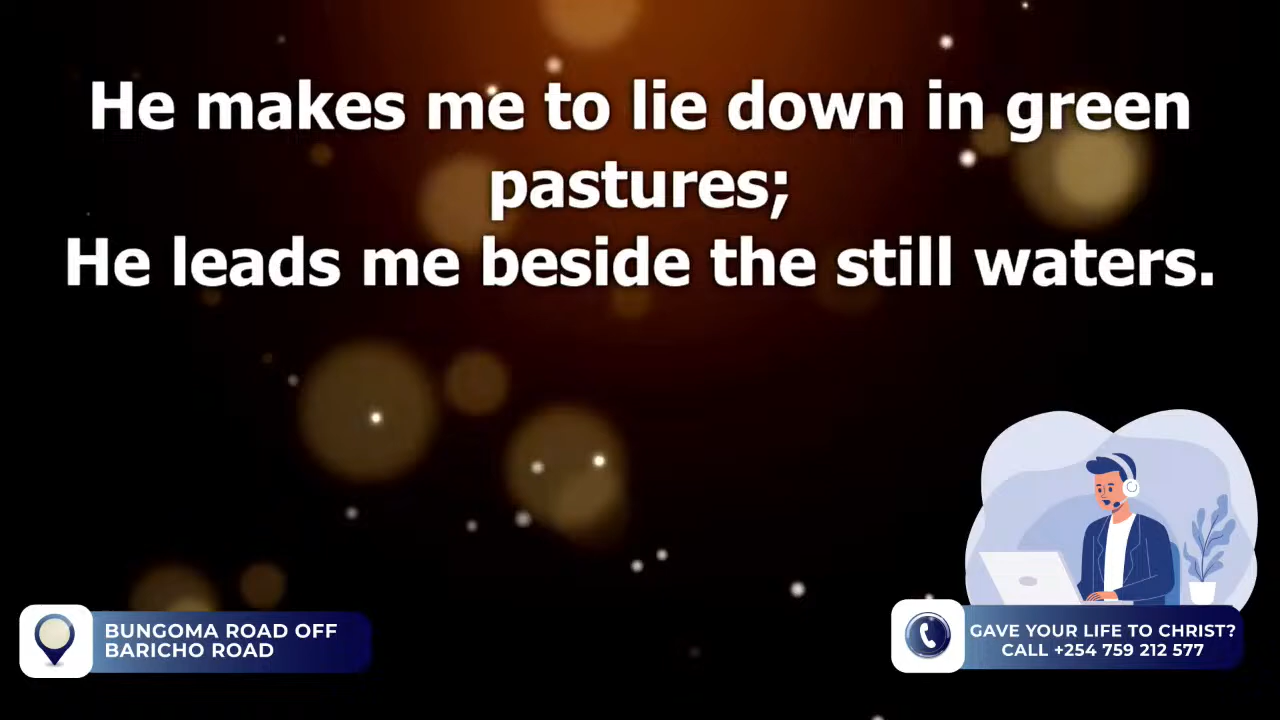 He makes me to lie down in green
pastures;
He leads me beside the still waters.
BUNGOMA ROAD OFF
BARICHO ROAD
GAVE YOUR LIFE TO CHRIST?
CALL +254 759 212 577